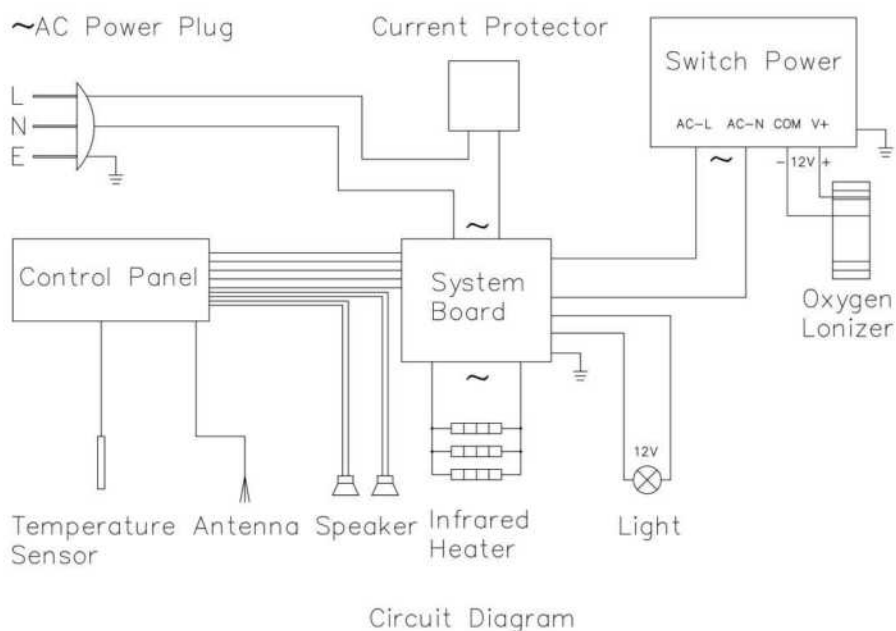 ~AC Power Plug
Current Protector
Switch Power
L
N
E
AC-L AC-N COM V+
~
- 12V +
~
Control Panel
System
Board
Oxygen
Lonizer
~
12V
Temperature
Sensor
Antenna
Speaker
Infrared
Heater
Light
Circuit Diagram